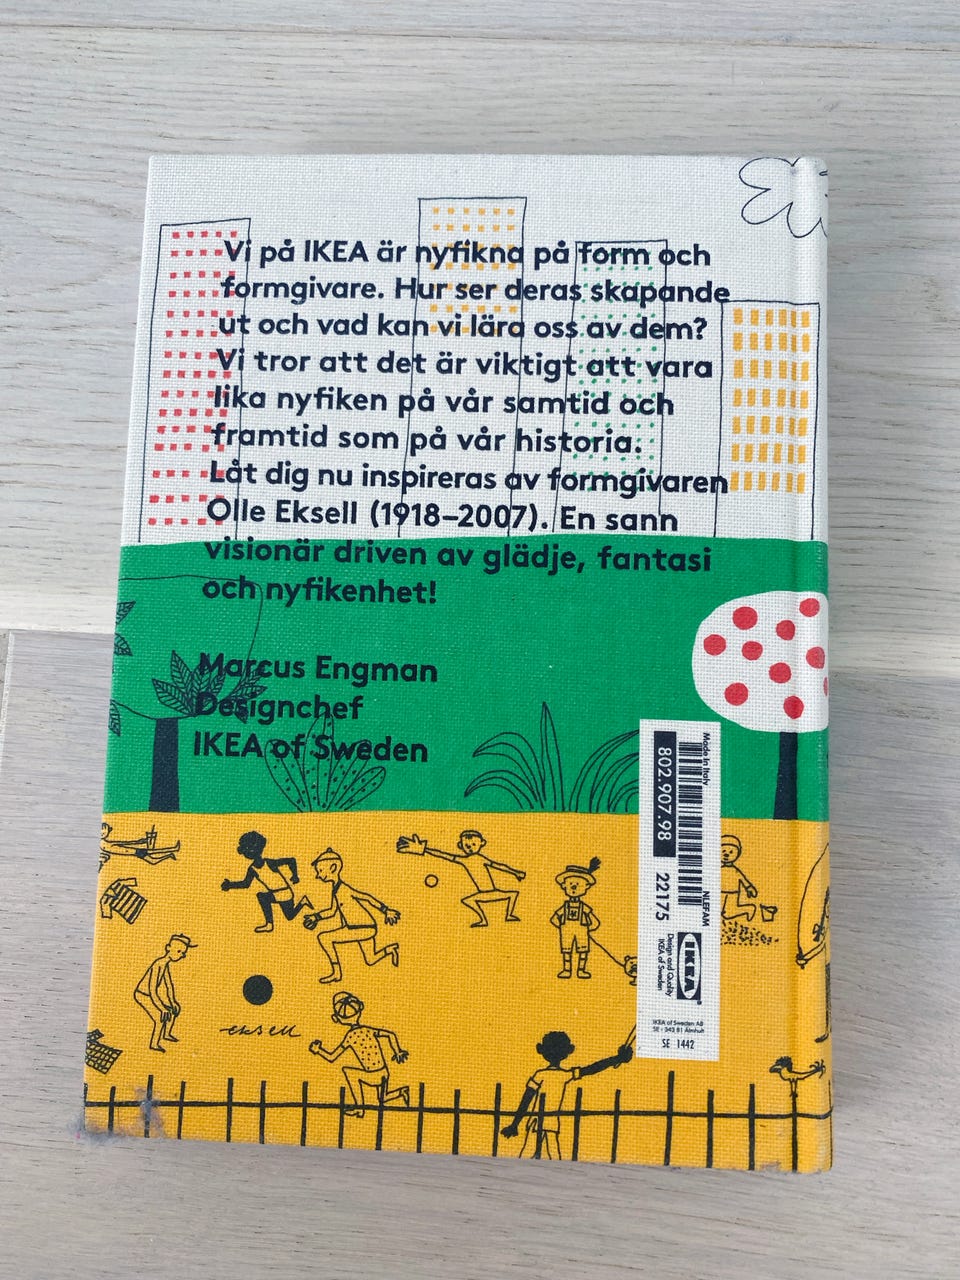 Vi på IKEA är nyfikna på form och
formgivare. Hur ser deras skapande
ut och vad kan vi lära oss av dem?
Vi tror att det är viktigt att vara
lika nyfiken på vår samtid och
framtid som på vår historia.
Låt dig nu inspireras av formgivaren
Olle Eksell (1918–2007). En sann
visionär driven av glädje, fantasi
och nyfikenhet!
Marcus Engman
Designchef
IKEA of Sweden
Made in Italy
802.907.98
22175
NLEFAM
IKEA
Design and Quality
IKEA of Sweden
IKEA of Sweden AB
SE - 343 81 Älmhult
SE 1442
eksell